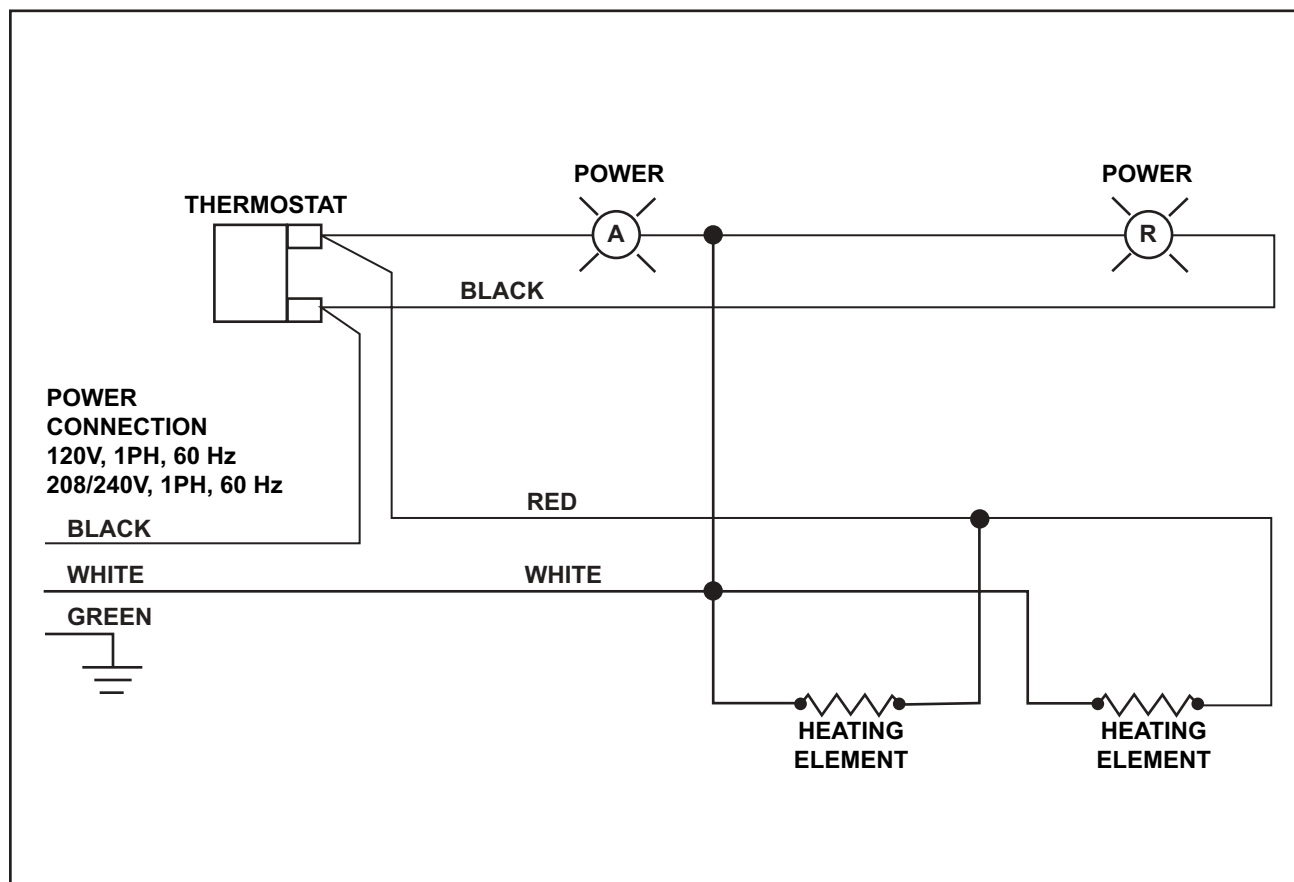 POWER
POWER
THERMOSTAT
A
R
BLACK
POWER
CONNECTION
120V, 1PH, 60 Hz
208/240V, 1PH, 60 Hz
RED
BLACK
WHITE
WHITE
GREEN
HEATING
ELEMENT
HEATING
ELEMENT